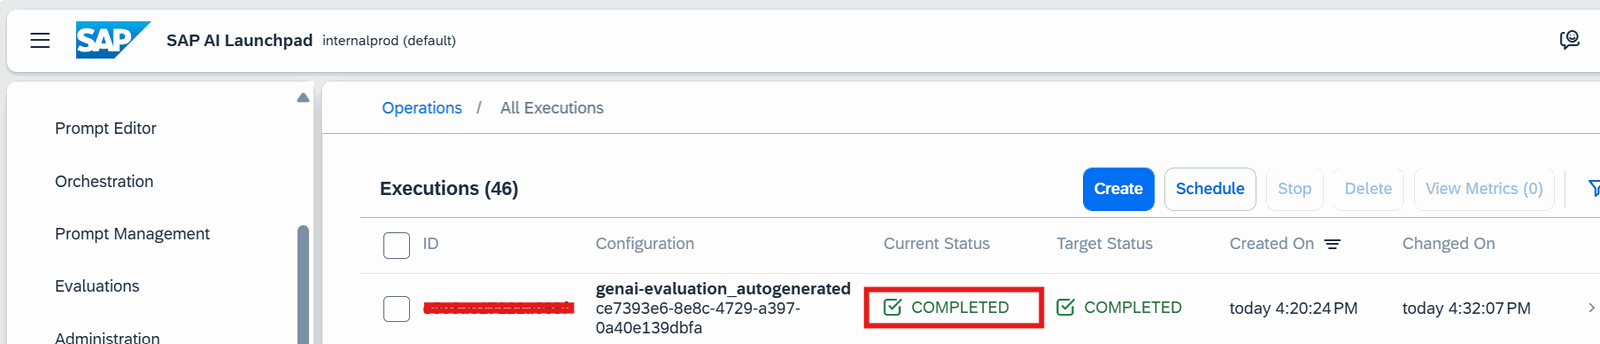 SAP SAP AI Launchpad internalprod (default)
Operations / All Executions
Prompt Editor
Orchestration
Prompt Management
Evaluations
Administration
Executions (46) Create Schedule Stop Delete View Metrics (0)
ID Configuration Current Status Target Status Created On Changed On
genai-evaluation_autogenerated
ce7393e6-8e8c-4729-a397-
0a40e139dbfa
COMPLETED COMPLETED today 4:20:24 PM today 4:32:07 PM